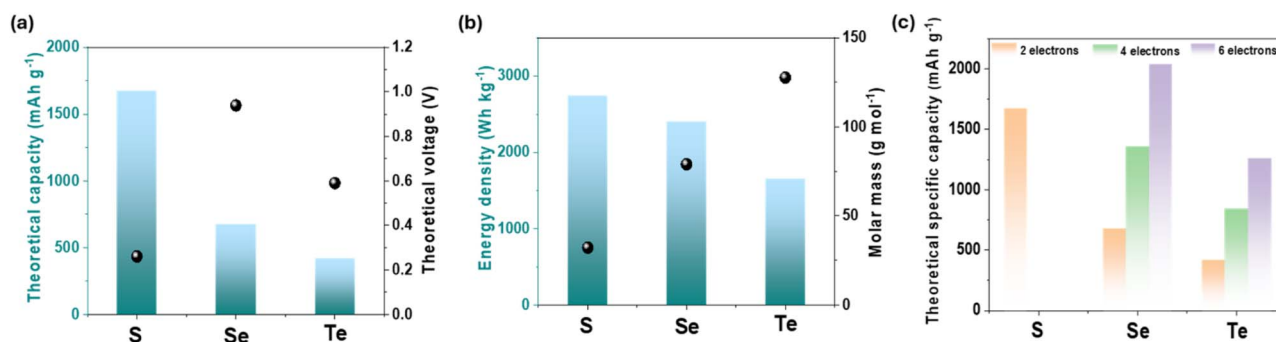 (a)
Theoretical capacity (mAh g⁻¹)
2000
1500
1000
500
0
S
Se
Te
1.2
1.0
0.8
0.6
0.4
0.2
0.0
Theoretical voltage (V)
(b)
Energy density (Wh kg⁻¹)
3000
2000
1000
0
S
Se
Te
150
100
50
0
Molar mass (g mol⁻¹)
(c)
Theoretical specific capacity (mAh g⁻¹)
2000
1500
1000
500
0
2 electrons 4 electrons 6 electrons
S
Se
Te